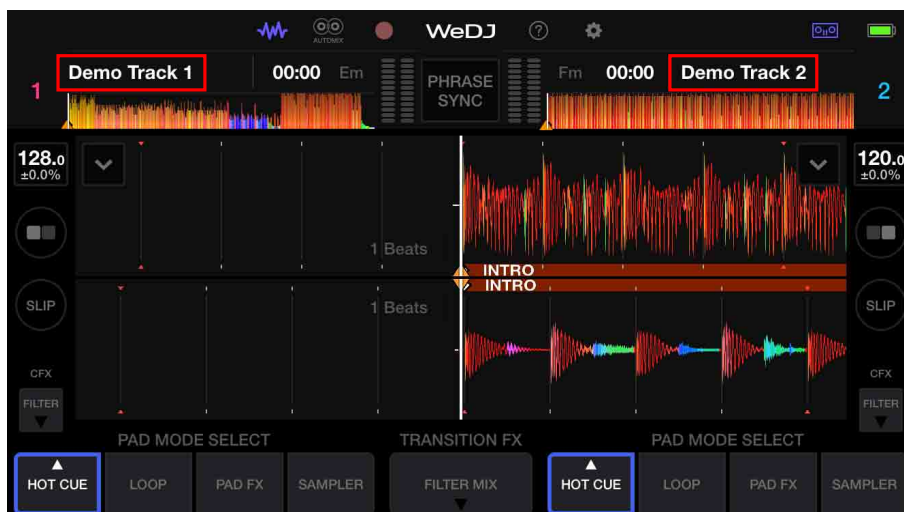 AUTOMIX
WeDJ
?
1
Demo Track 1
00:00
Em
PHRASE
SYNC
Fm
00:00
Demo Track 2
2
128.0
±0.0%
120.0
±0.0%
1 Beats
INTRO
INTRO
1 Beats
SLIP
SLIP
CFX
FILTER
CFX
FILTER
PAD MODE SELECT
TRANSITION FX
PAD MODE SELECT
HOT CUE
LOOP
PAD FX
SAMPLER
FILTER MIX
HOT CUE
LOOP
PAD FX
SAMPLER